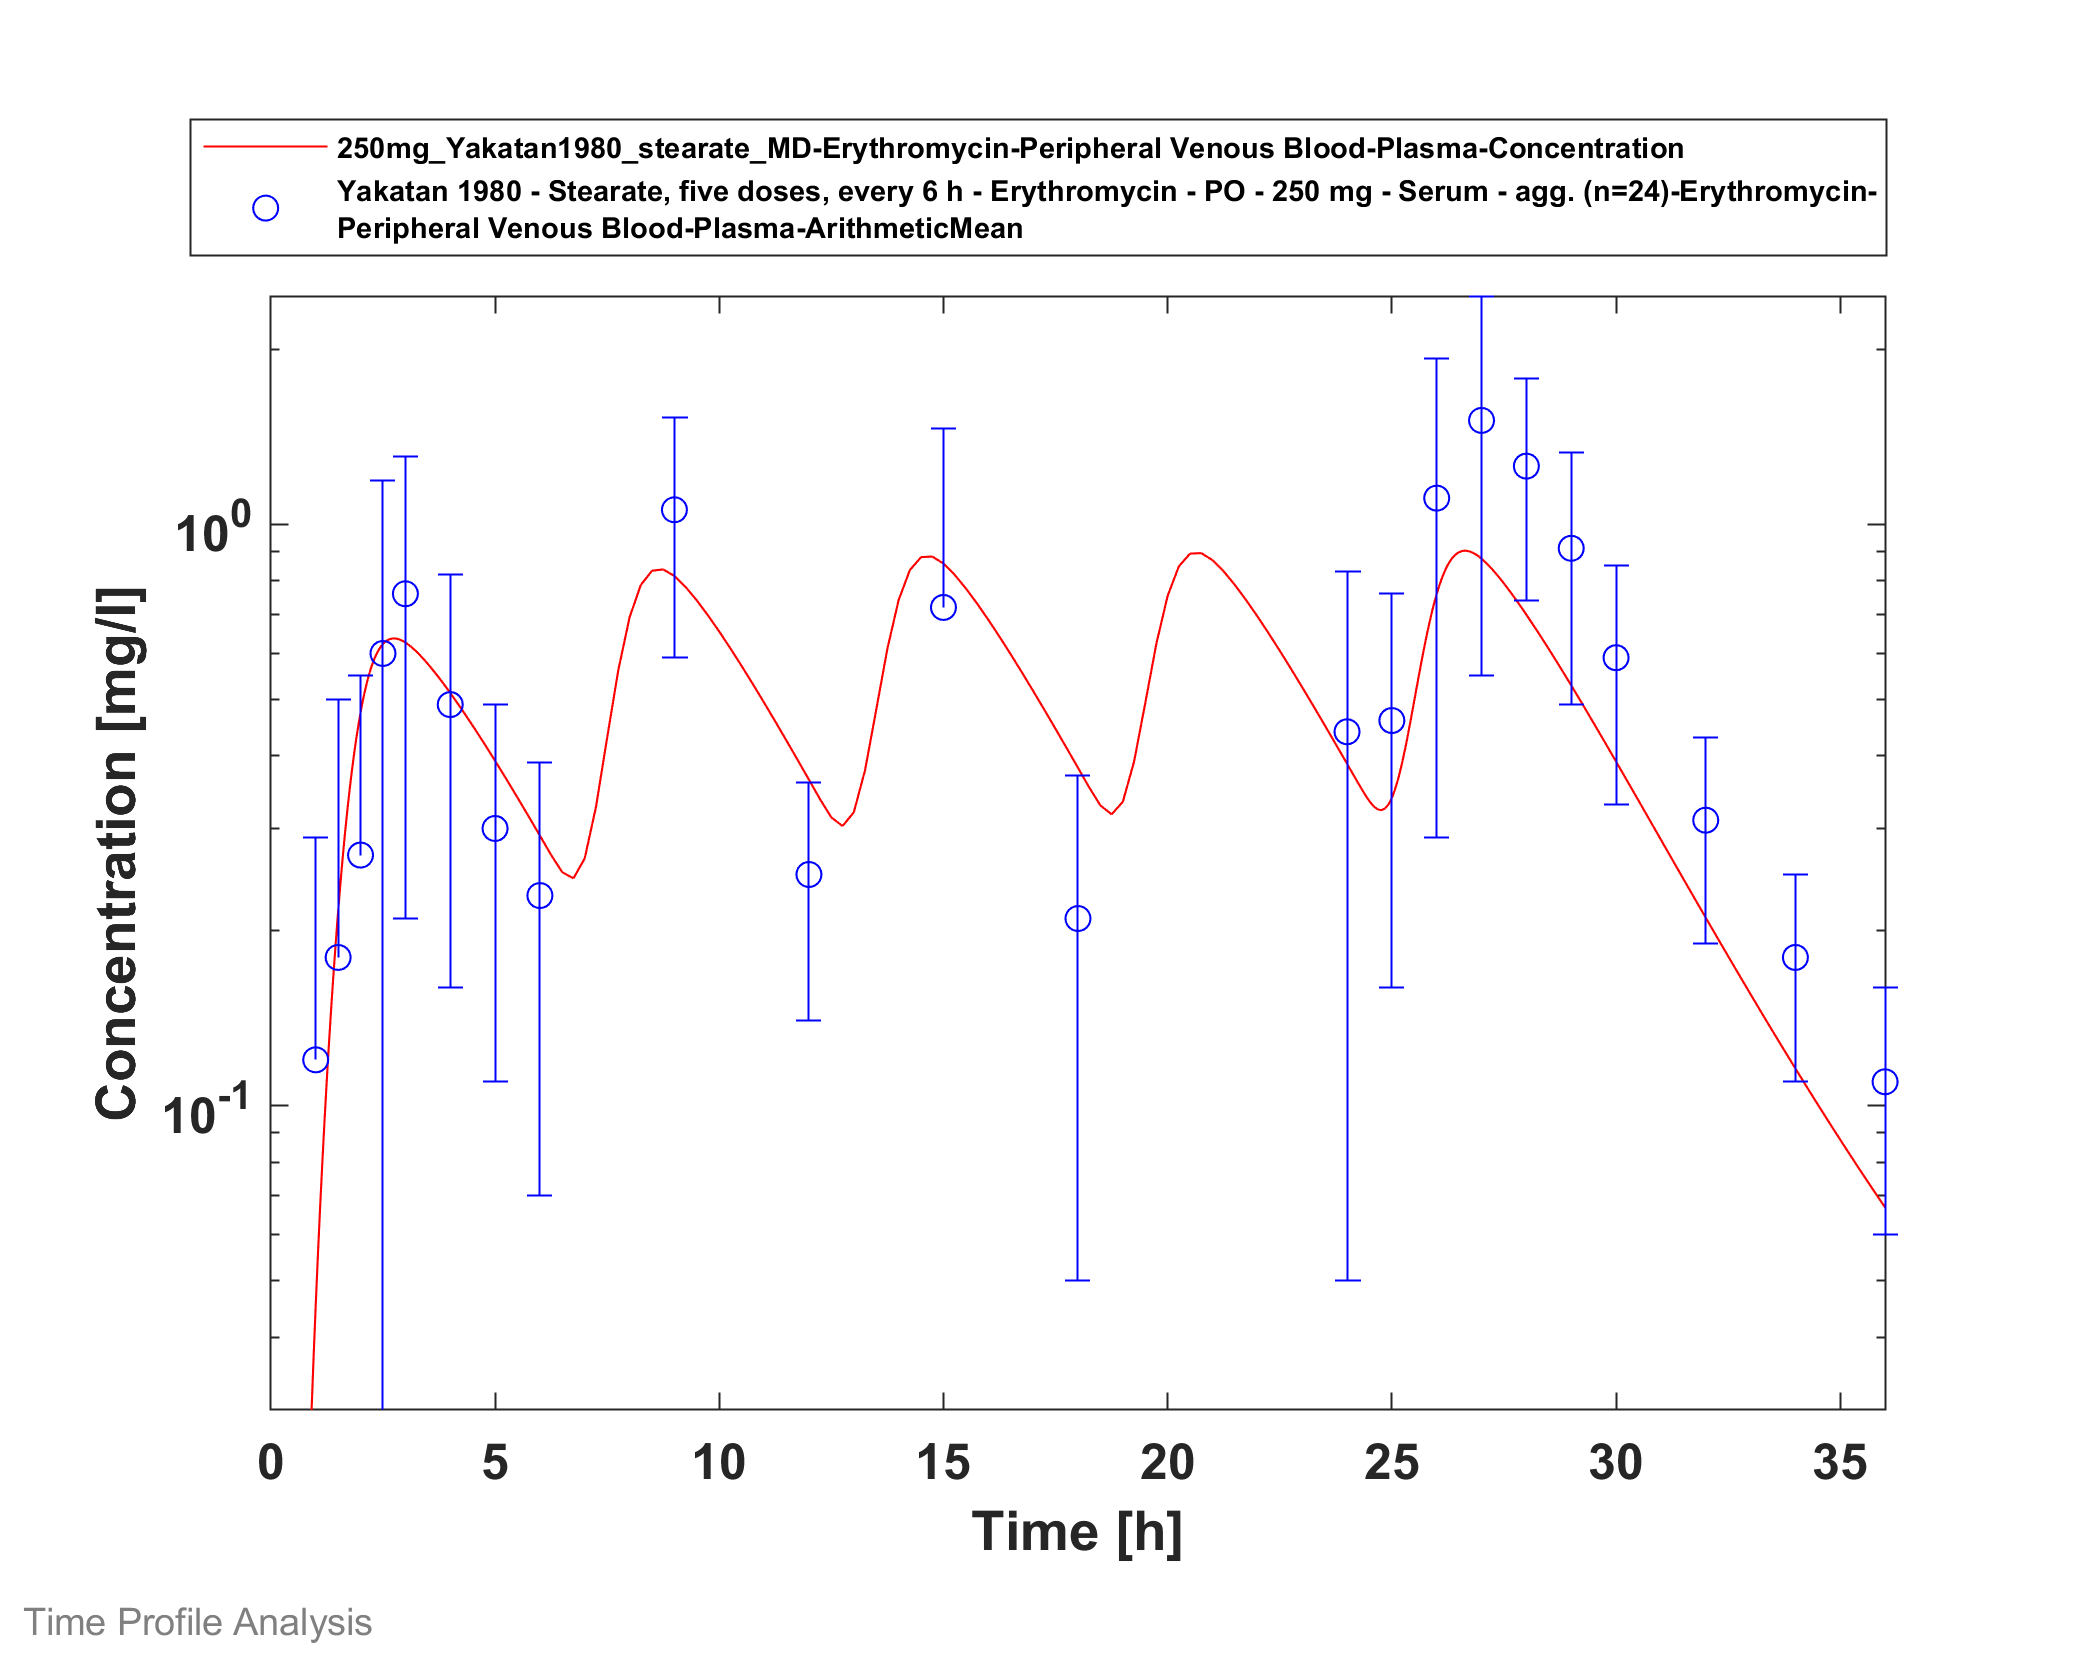 250mg_Yakatan1980_stearate_MD-Erythromycin-Peripheral Venous Blood-Plasma-Concentration
Yakatan 1980 - Stearate, five doses, every 6 h - Erythromycin - PO - 250 mg - Serum - agg. (n=24)-Erythromycin-
Peripheral Venous Blood-Plasma-ArithmeticMean
10^0
10^-1
Concentration [mg/l]
0 5 10 15 20 25 30 35
Time [h]
Time Profile Analysis